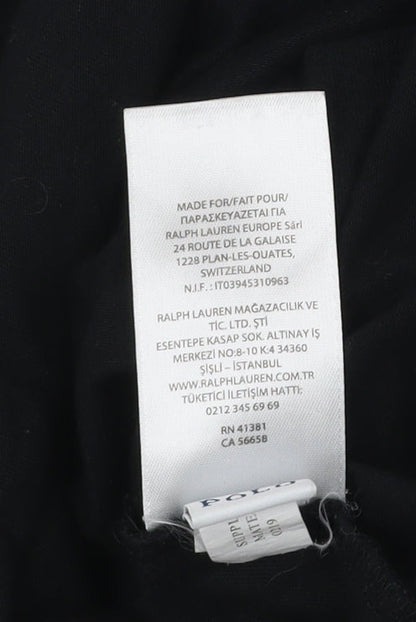 MADE FOR/FAIT POUR/
ΠΑΡΑΣΚΕΥΑΖΕΤΑΙ ΓΙΑ
RALPH LAUREN EUROPE Sàrl
24 ROUTE DE LA GALAISE
1228 PLAN-LES-OUATES,
SWITZERLAND
N.I.F. : IT03945310963
RALPH LAUREN MAĞAZACILIK VE
TİC. LTD. ŞTİ
ESENTEPE KASAP SOK. ALTINAY İŞ
MERKEZİ NO:8-10 K:4 34360
ŞİŞLİ – İSTANBUL
WWW.RALPHLAUREN.COM.TR
TÜKETİCİ İLETİŞİM HATTI;
0212 345 69 69
RN 41381
CA 56658
POLO
SUPPL
MATE
0219